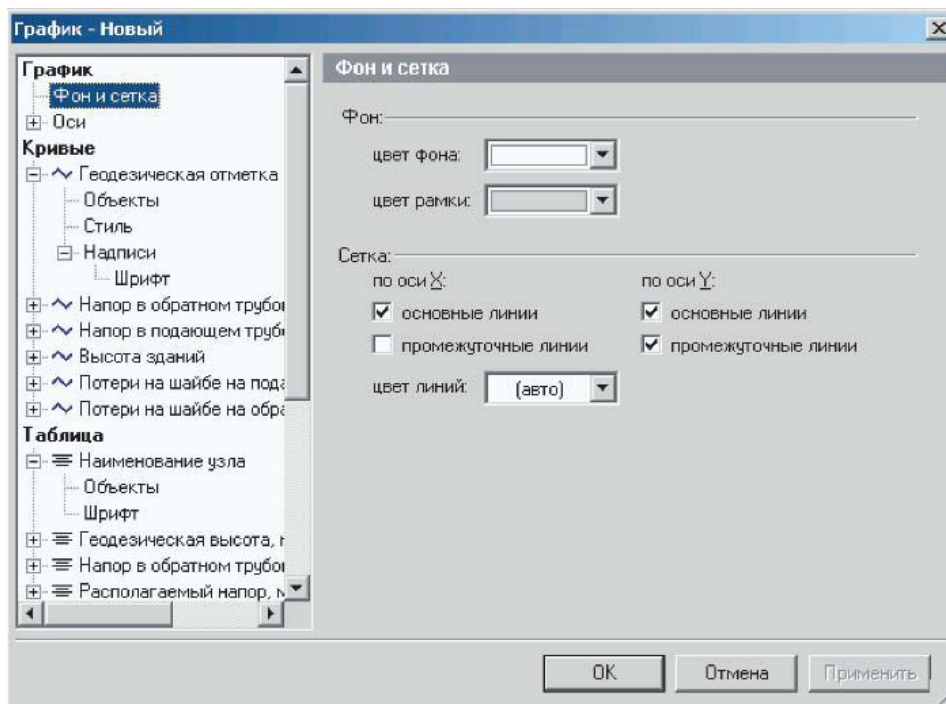 График - Новый
График
Фон и сетка
Оси
Кривые
Геодезическая отметка
Объекты
Стиль
Надписи
Шрифт
Напор в обратном трубо
Напор в подающем труб
Высота зданий
Потери на шайбе на пода
Потери на шайбе на обра
Таблица
Наименование узла
Объекты
Шрифт
Геодезическая высота,
Напор в обратном трубо
Располагаемый напор,
Фон и сетка
Фон:
цвет фона:
цвет рамки:
Сетка:
по оси X: по оси Y:
основные линии основные линии
промежуточные линии промежуточные линии
цвет линий: (авто)
OK Отмена Применить